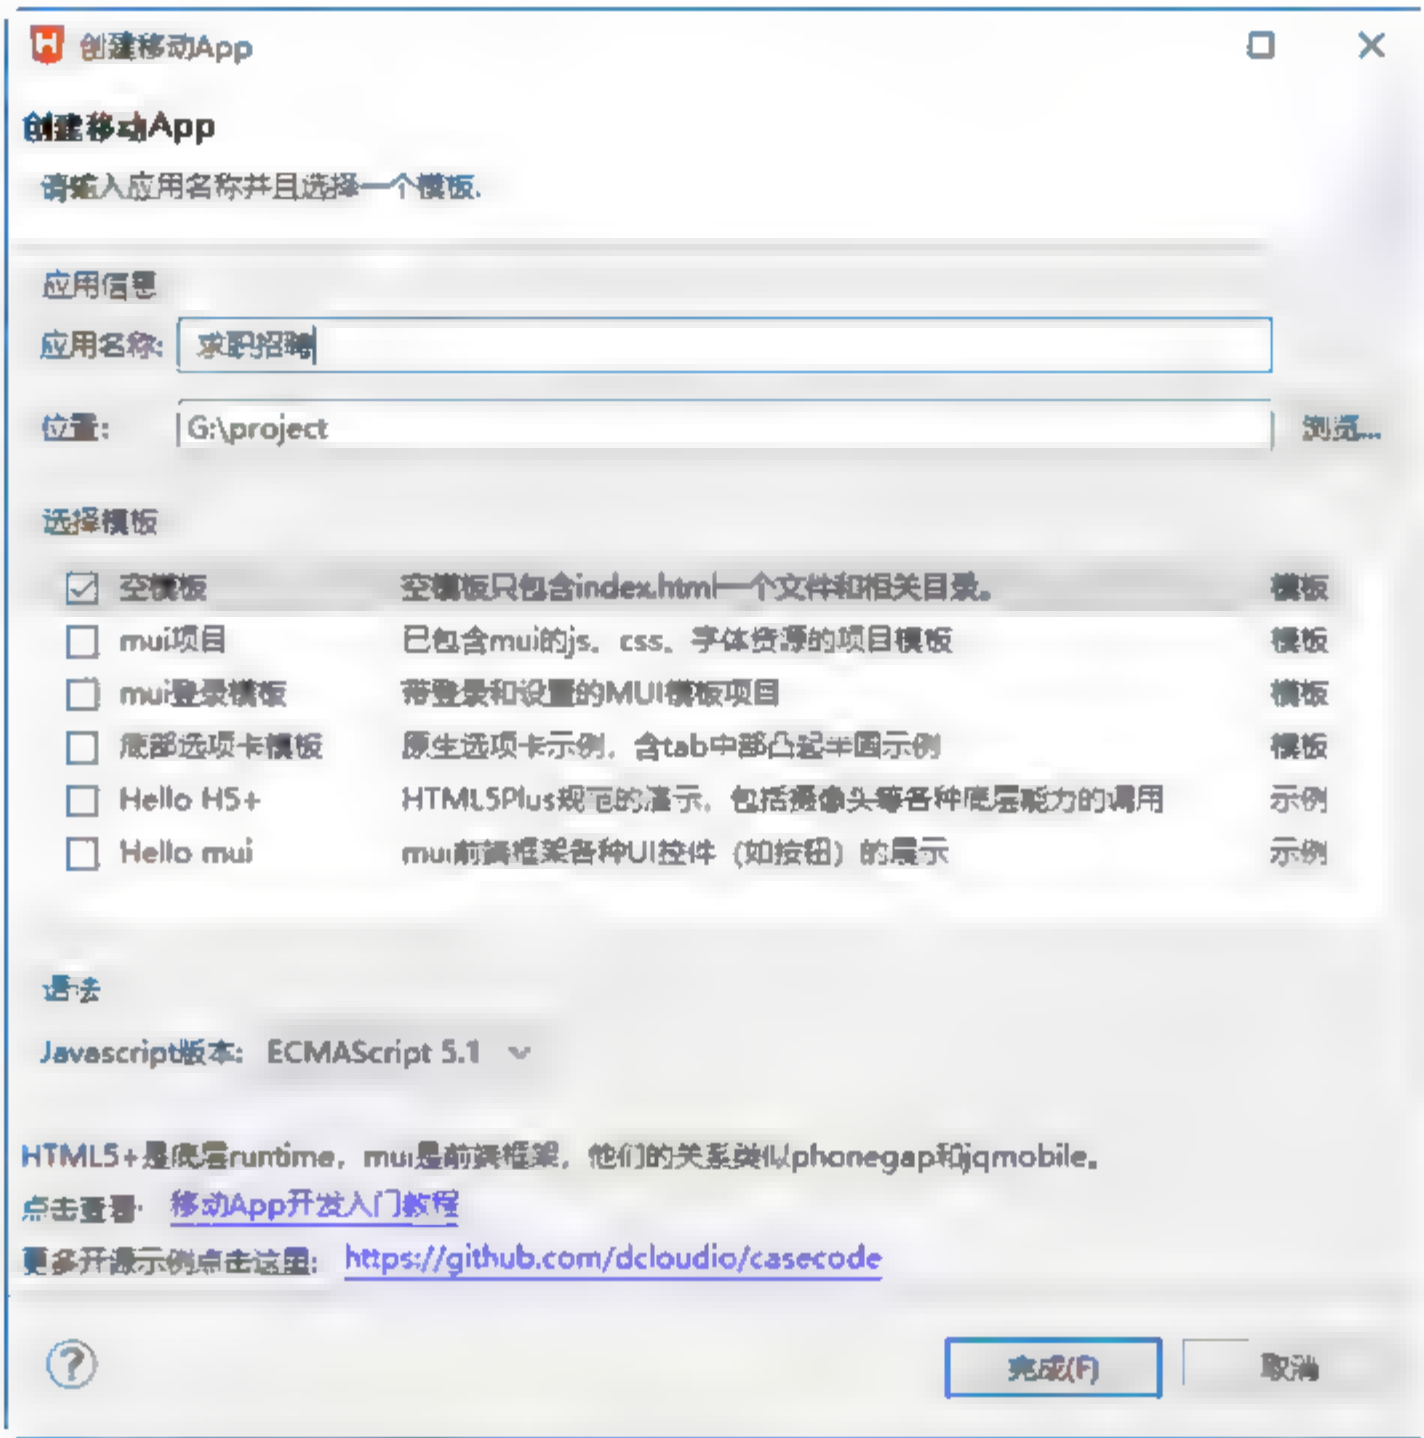 创建移动App
创建移动App
请输入应用名称并且选择一个模板.
应用信息
应用名称: 求职招聘
位置: G:\project 浏览...
选择模板
空模板 空模板只包含index.html一个文件和相关目录。 模板
mui项目 已包含mui的js、css、字体资源的项目模板 模板
mui登录模板 带登录和设置的MUI模板项目 模板
底部选项卡模板 原生选项卡示例，含tab中部凸起半圆示例 模板
Hello H5+ HTML5Plus规范的演示，包括摄像头等各种底层能力的调用 示例
Hello mui mui前端框架各种UI控件（如按钮）的展示 示例
语法
Javascript版本: ECMAScript 5.1
HTML5+是底层runtime，mui是前端框架，他们的关系类似phonegap和jqmobile。
点击查看: 移动App开发入门教程
更多开源示例点击这里: https://github.com/dcloudio/casecode
完成(F) 取消